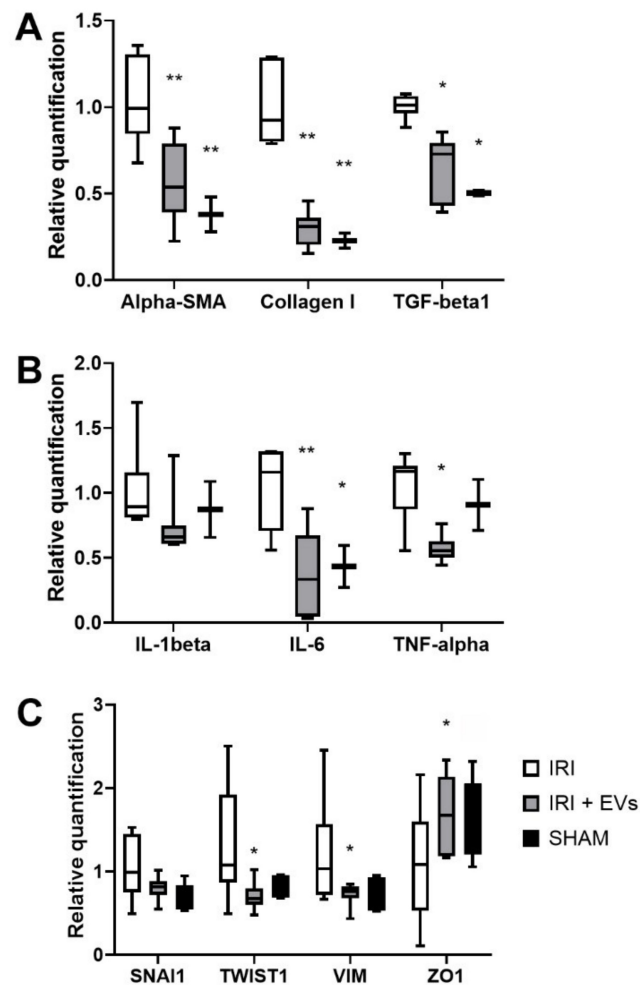 A
Relative quantification
1.5
1.0
0.5
0.0
** ** ** ** * *
Alpha-SMA Collagen I TGF-beta1
B
Relative quantification
2.0
1.5
1.0
0.5
0.0
** * *
IL-1beta IL-6 TNF-alpha
C
Relative quantification
3
2
1
0
* * *
SNAI1 TWIST1 VIM ZO1
IRI
IRI + EVs
SHAM